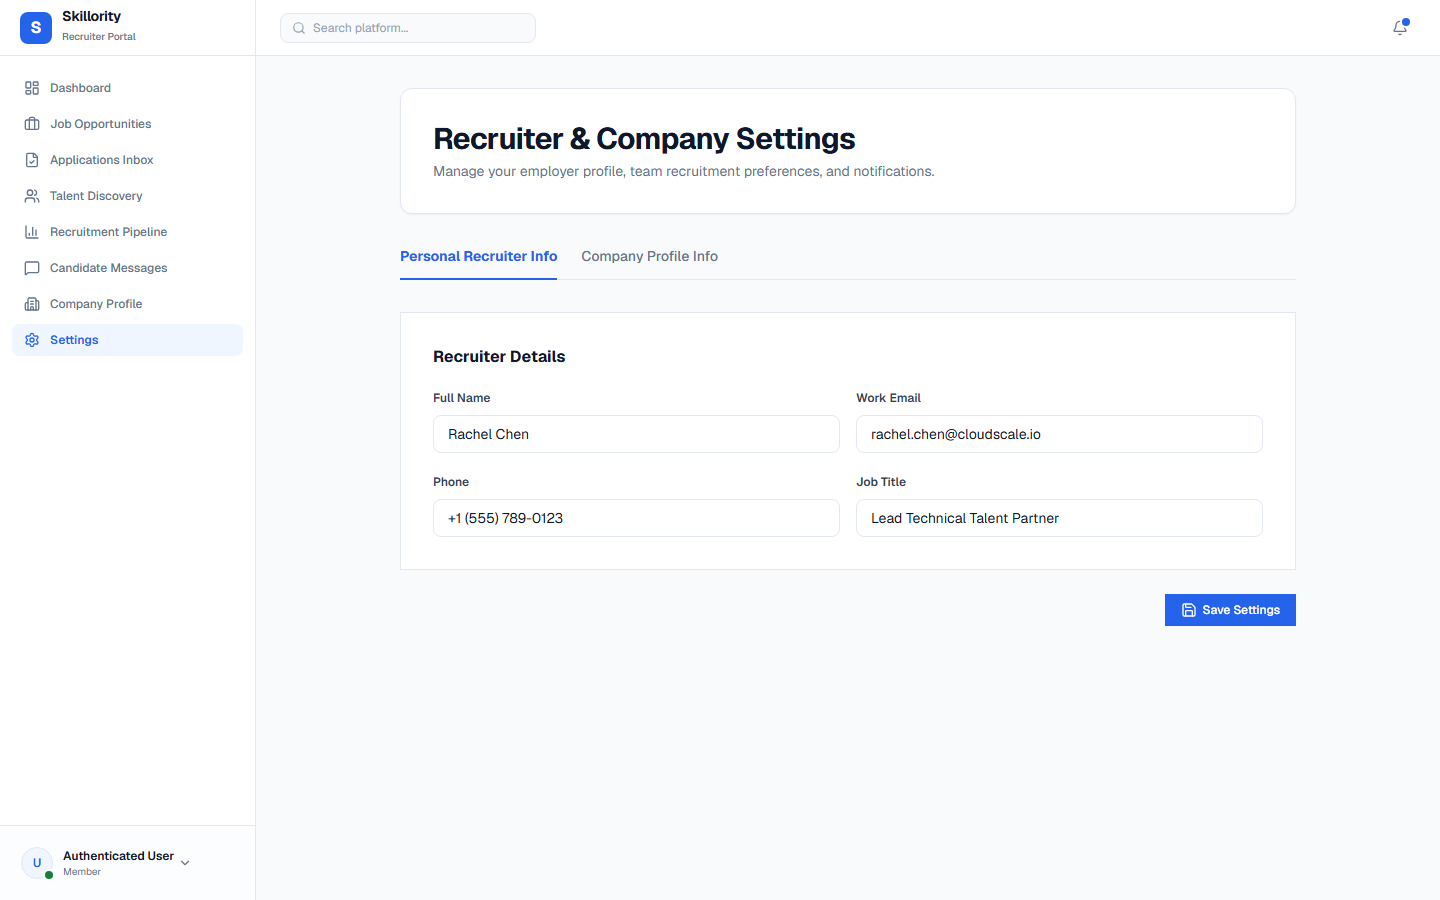 S
Skillority
Recruiter Portal
Search platform...
Dashboard
Job Opportunities
Applications Inbox
Talent Discovery
Recruitment Pipeline
Candidate Messages
Company Profile
Settings
Recruiter & Company Settings
Manage your employer profile, team recruitment preferences, and notifications.
Personal Recruiter Info
Company Profile Info
Recruiter Details
Full Name
Work Email
Rachel Chen
rachel.chen@cloudscale.io
Phone
Job Title
+1 (555) 789-0123
Lead Technical Talent Partner
Save Settings
U
Authenticated User
Member